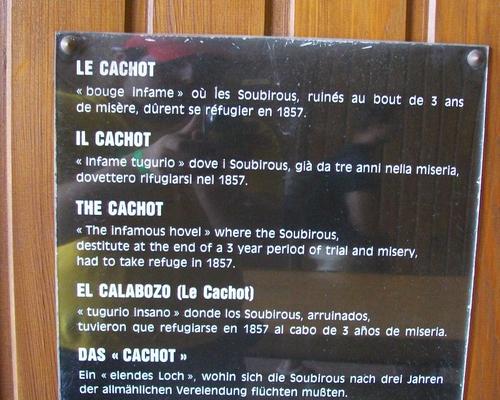 LE CACHOT
« bouge infame » où les Soubirous, ruinés au bout de 3 ans
de misère, dûrent se réfugier en 1857.
IL CACHOT
« Infame tugurio » dove i Soubirous, già da tre anni nella miseria,
dovettero rifugiarsi nel 1857.
THE CACHOT
« The infamous hovel » where the Soubirous,
destitute at the end of a 3 year period of trial and misery,
had to take refuge in 1857.
EL CALABOZO (Le Cachot)
« tugurio insano » donde los Soubirous, arruinados,
tuvieron que refugiarse en 1857 al cabo de 3 años de miseria.
DAS « CACHOT »
Ein « elendes Loch », wohin sich die Soubirous nach drei Jahren
der allmählichen Verelendung flüchten mußten.